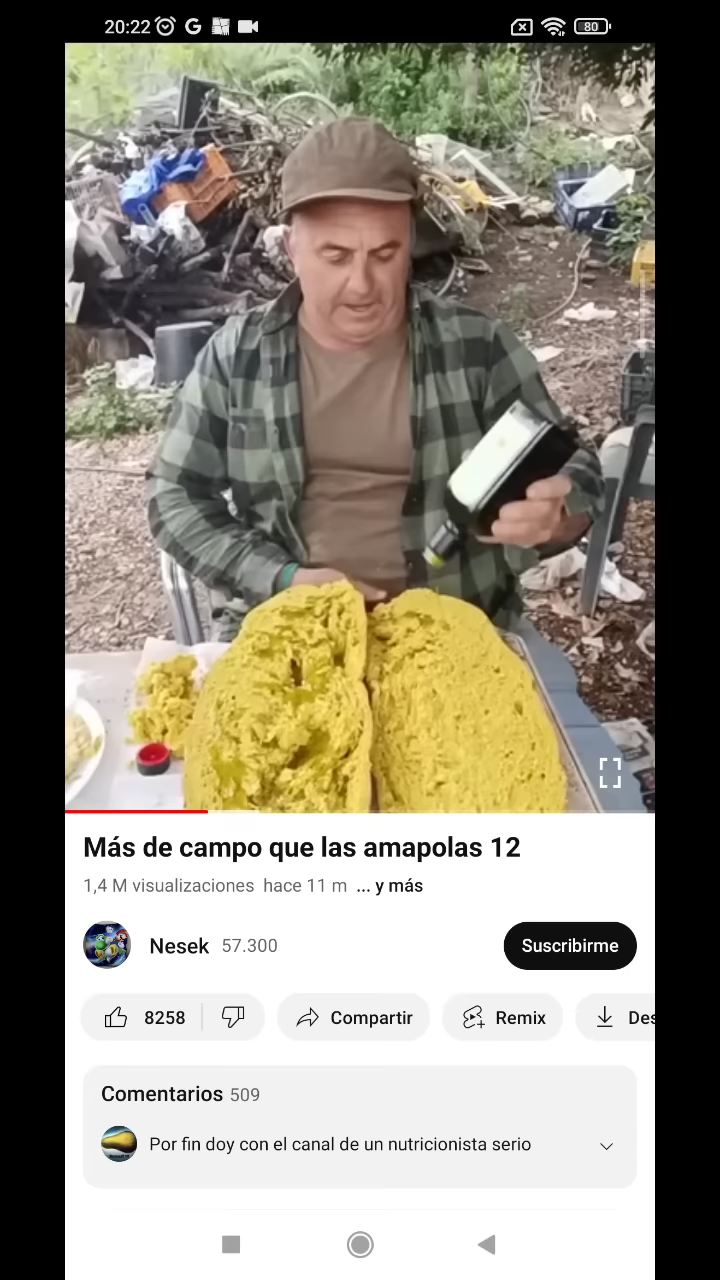 20:22
G
80
Más de campo que las amapolas 12
1,4 M visualizaciones hace 11 m ... y más
Nesek 57.300
Suscribirme
8258
Compartir
Remix
Des
Comentarios 509
Por fin doy con el canal de un nutricionista serio